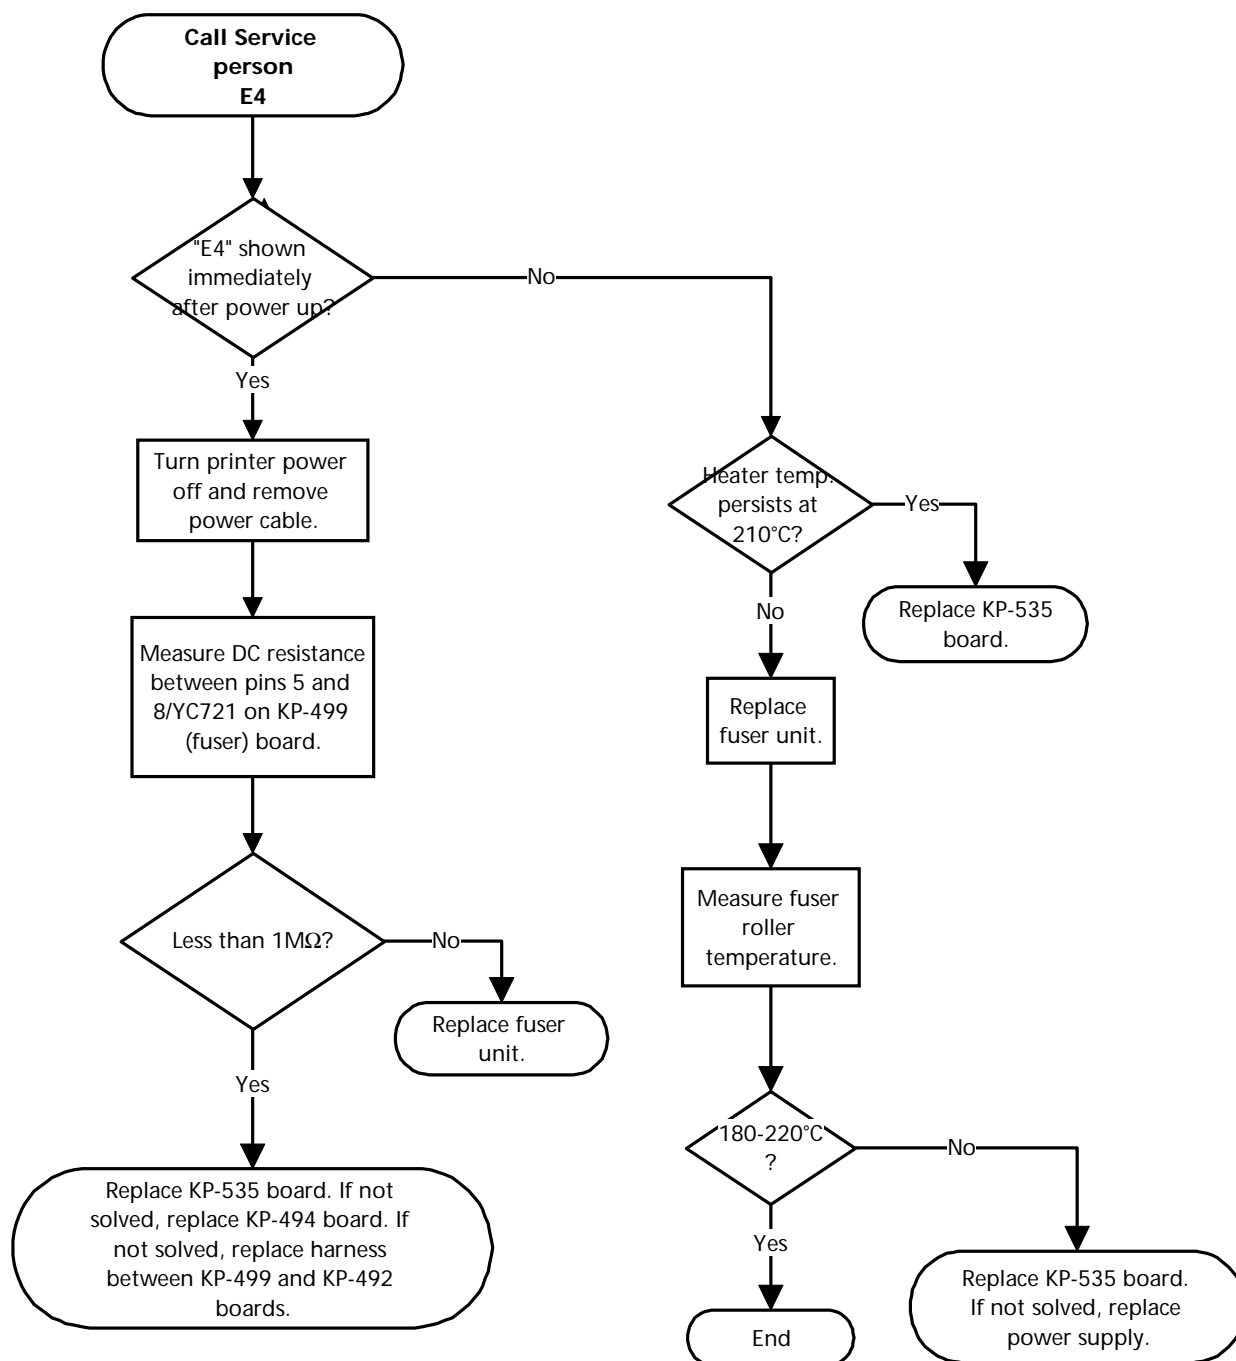 Call Service
person
E4
"E4" shown
immediately
after power up?
No
Yes
Turn printer power
off and remove
power cable.
Heater temp.
persists at
210°C?
Yes
Replace KP-535
board.
No
Measure DC resistance
between pins 5 and
8/YC721 on KP-499
(fuser) board.
Replace
fuser unit.
Measure fuser
roller
temperature.
Less than 1MΩ?
No
Replace fuser
unit.
Yes
180-220°C
?
No
Replace KP-535 board. If not
solved, replace KP-494 board. If
not solved, replace harness
between KP-499 and KP-492
boards.
Yes
Replace KP-535 board.
If not solved, replace
power supply.
End